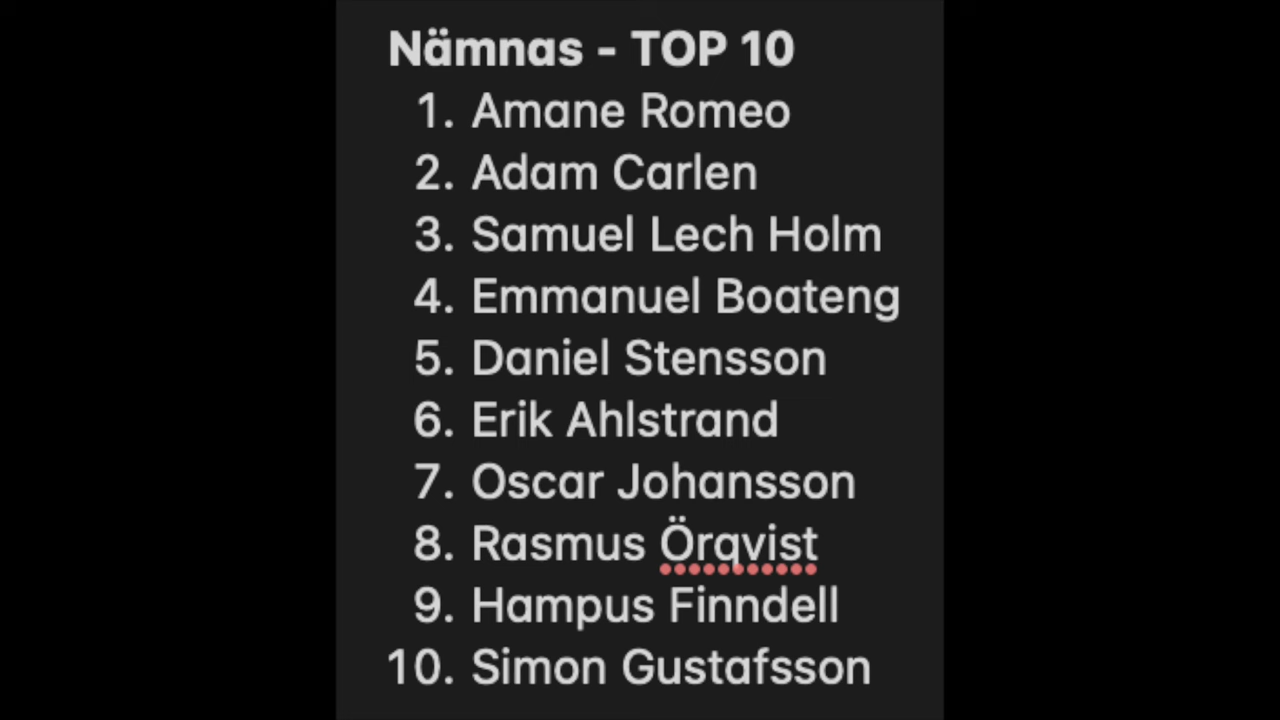 Nämnas - TOP 10
1. Amane Romeo
2. Adam Carlen
3. Samuel Lech Holm
4. Emmanuel Boateng
5. Daniel Stensson
6. Erik Ahlstrand
7. Oscar Johansson
8. Rasmus Örqvist
9. Hampus Finndell
10. Simon Gustafsson